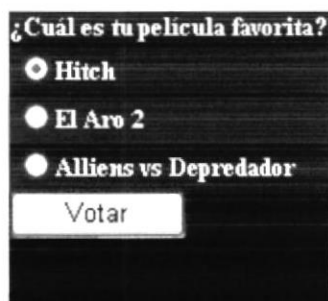 ¿Cuál es tu película favorita?
Hitch
El Aro 2
Alliens vs Depredador
Votar